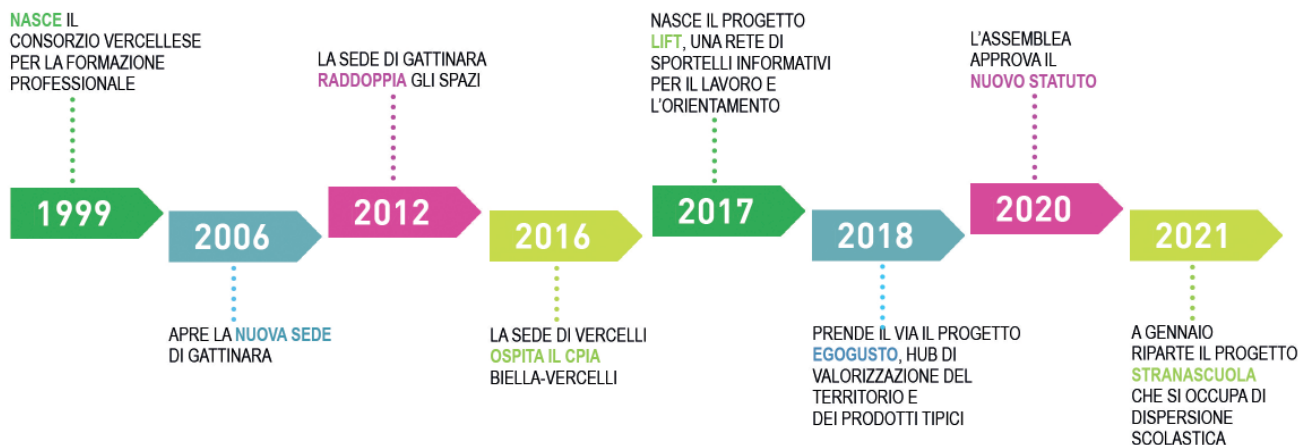 NASCE IL
CONSORZIO VERCELLESE
PER LA FORMAZIONE
PROFESSIONALE
1999
2006
APRE LA NUOVA SEDE
DI GATTINARA
LA SEDE DI GATTINARA
RADDOPPIA GLI SPAZI
2012
2016
LA SEDE DI VERCELLI
OSPITA IL CPIA
BIELLA-VERCELLI
NASCE IL PROGETTO
LIFT, UNA RETE DI
SPORTELLI INFORMATIVI
PER IL LAVORO E
L'ORIENTAMENTO
2017
2018
PRENDE IL VIA IL PROGETTO
EGOGUSTO, HUB DI
VALORIZZAZIONE DEL
TERRITORIO E
DEI PRODOTTI TIPICI
L'ASSEMBLEA
APPROVA IL
NUOVO STATUTO
2020
2021
A GENNAIO
RIPARTE IL PROGETTO
STRANASCUOLA
CHE SI OCCUPA DI
DISPERSIONE
SCOLASTICA